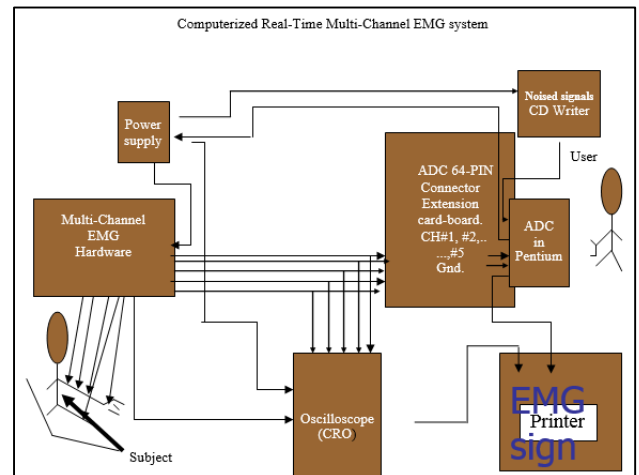 Computerized Real-Time Multi-Channel EMG system
Noised signals
CD Writer
Power
supply
User
ADC 64-PIN
Connector
Extension
card-board.
CH#1, #2,..
...,#5
Gnd.
Multi-Channel
EMG
Hardware
ADC
in
Pentium
Oscilloscope
(CRO)
EMG
Printer
sign
Subject